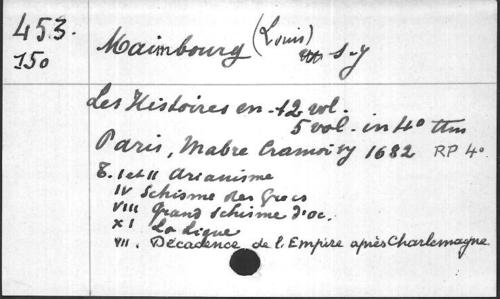 453.
150
Maimbourg (Louis) S-J
Les Histoires en 12 vol.
5 vol. in 4°
Paris, Mabre Cramoisy 1682 RP 4°
T. I et II Arianisme
IV Schisme des Grecs
VIII Grand Schisme d'oc.
XI La Ligue
VII. Décadence de l'Empire après Charlemagne